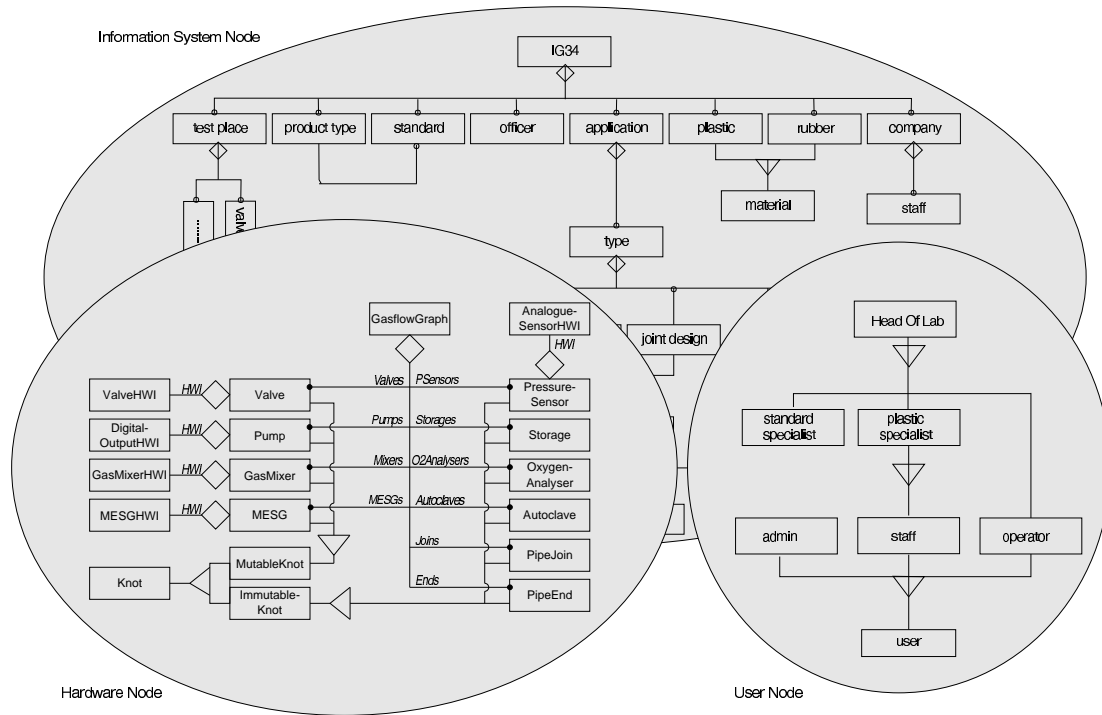 Information System Node
IG34
test place
product type
standard
officer
application
plastic
rubber
company
material
staff
........
valve
type
joint design
GasflowGraph
Analogue-
SensorHWI
HWI
ValveHWI
HWI
Valve
Valves
PSensors
Pressure-
Sensor
Digital-
OutputHWI
HWI
Pump
Pumps
Storages
Storage
GasMixerHWI
HWI
GasMixer
Mixers
O2Analysers
Oxygen-
Analyser
MESGHWI
HWI
MESG
MESGs
Autoclaves
Autoclave
Joins
PipeJoin
Knot
MutableKnot
Immutable-
Knot
Ends
PipeEnd
Head Of Lab
standard
specialist
plastic
specialist
admin
staff
operator
user
Hardware Node
User Node